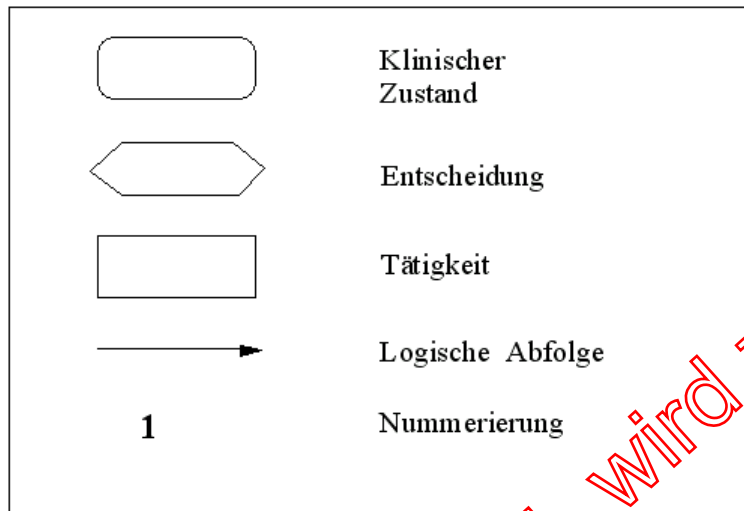 Klinischer
Zustand
Entscheidung
Tätigkeit
Logische Abfolge
1 Nummerierung
wird